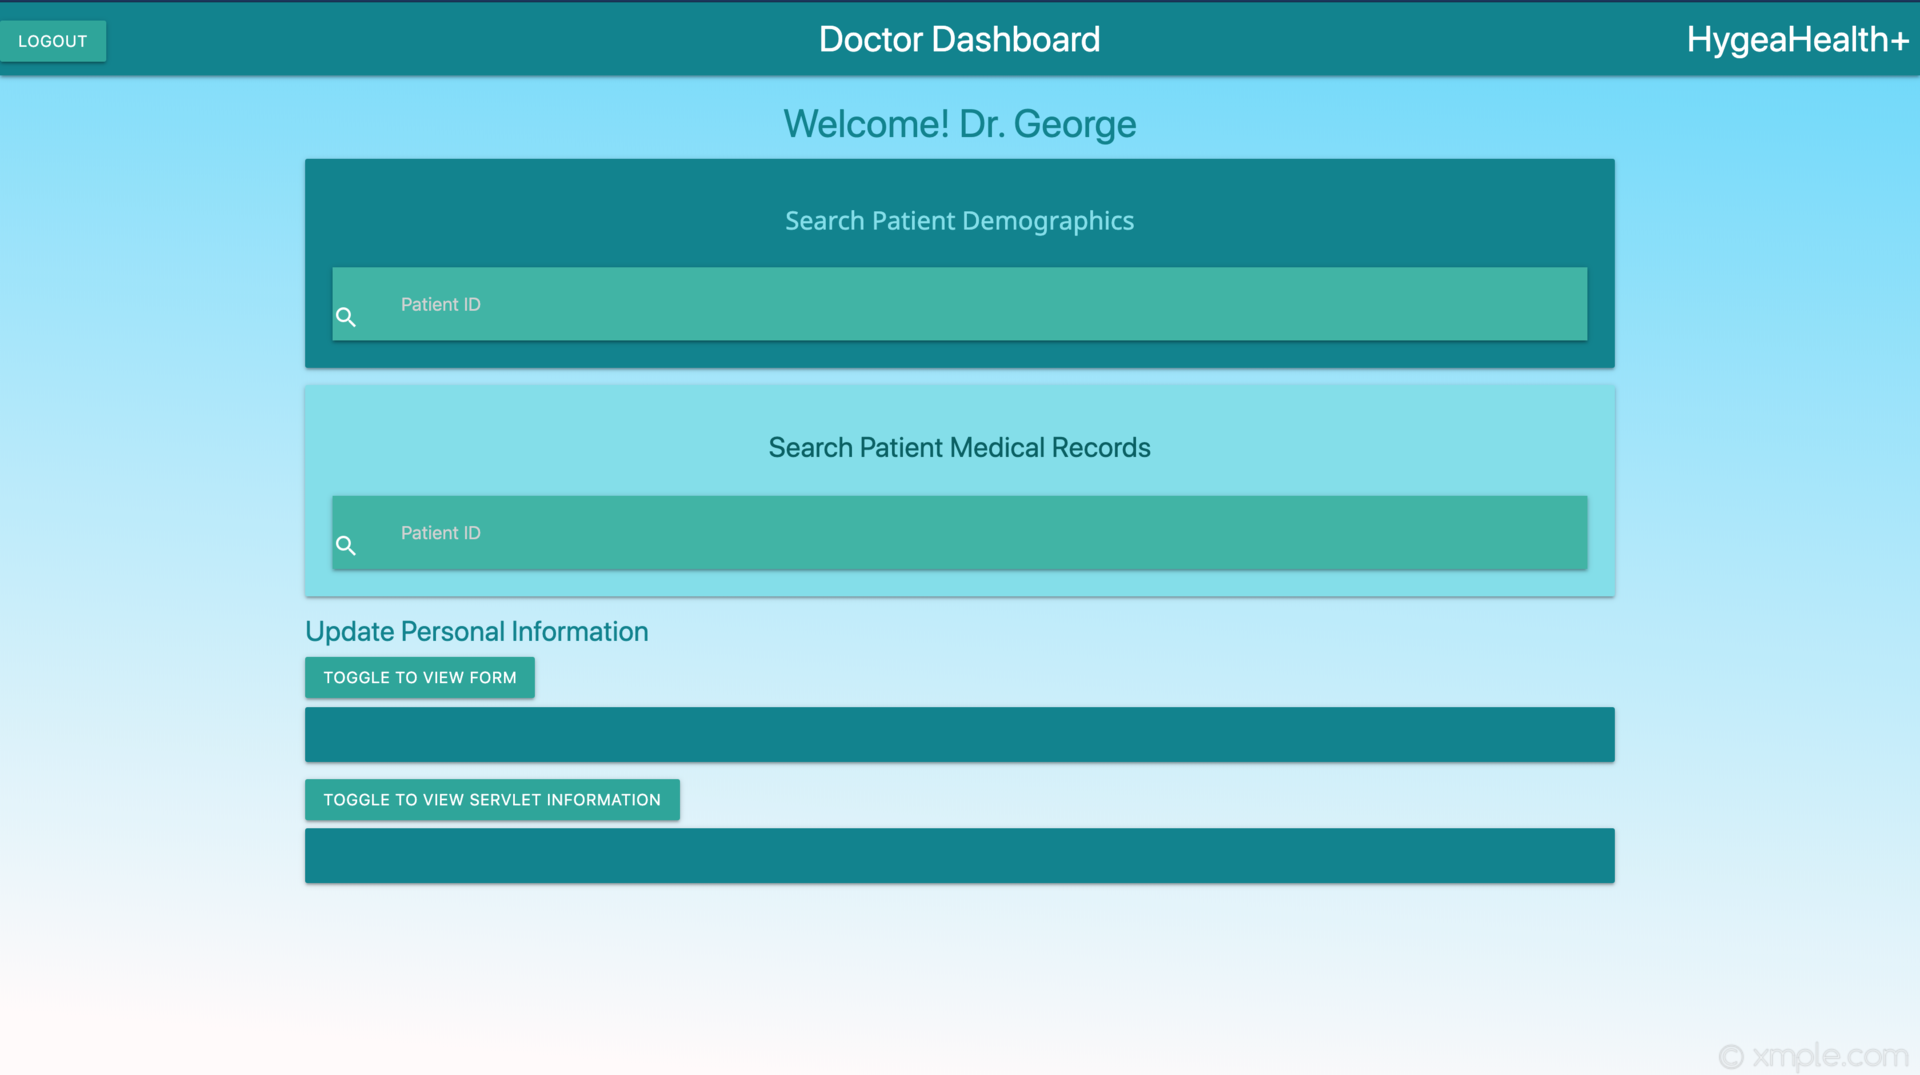 LOGOUT
Doctor Dashboard
HygeaHealth+
Welcome! Dr. George
Search Patient Demographics
Patient ID
Search Patient Medical Records
Patient ID
Update Personal Information
TOGGLE TO VIEW FORM
TOGGLE TO VIEW SERVLET INFORMATION
© xmple.com